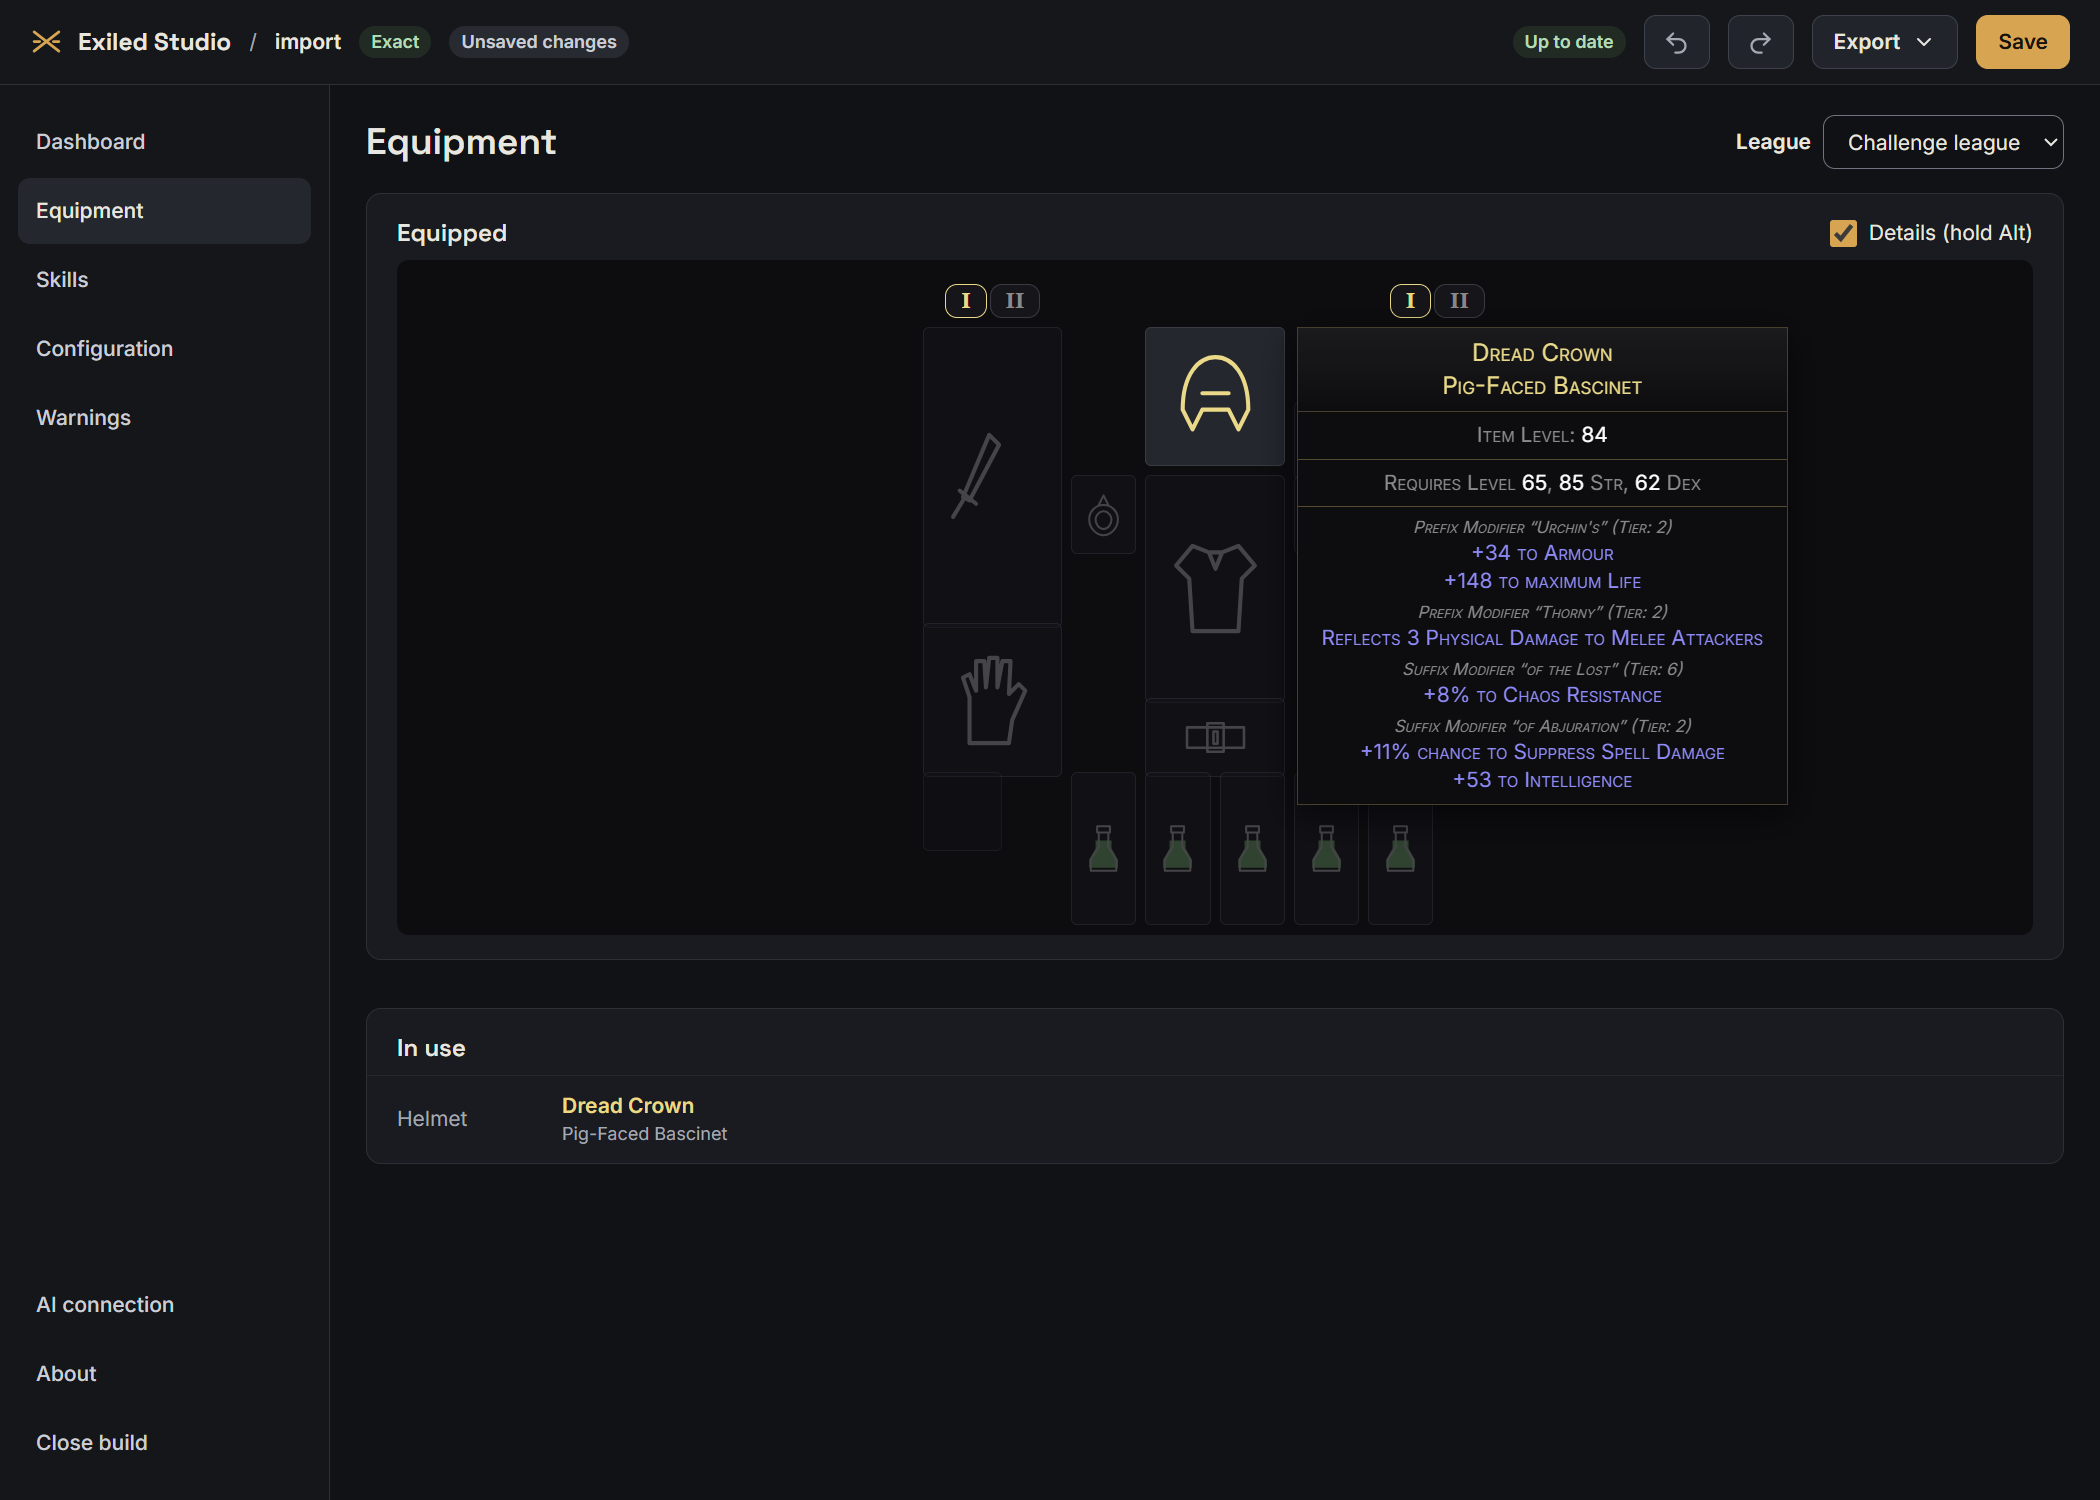 Exiled Studio / import Exact Unsaved changes
Up to date Export Save
Dashboard
Equipment
Skills
Configuration
Warnings
AI connection
About
Close build
Equipment
League Challenge league
Equipped
Details (hold Alt)
I II
I II
Dread Crown
Pig-Faced Bascinet
Item Level: 84
Requires Level 65, 85 Str, 62 Dex
Prefix Modifier “Urchin's” (Tier: 2)
+34 to Armour
+148 to maximum Life
Prefix Modifier “Thorny” (Tier: 2)
Reflects 3 Physical Damage to Melee Attackers
Suffix Modifier “of the Lost” (Tier: 6)
+8% to Chaos Resistance
Suffix Modifier “of Abjuration” (Tier: 2)
+11% chance to Suppress Spell Damage
+53 to Intelligence
In use
Helmet
Dread Crown
Pig-Faced Bascinet